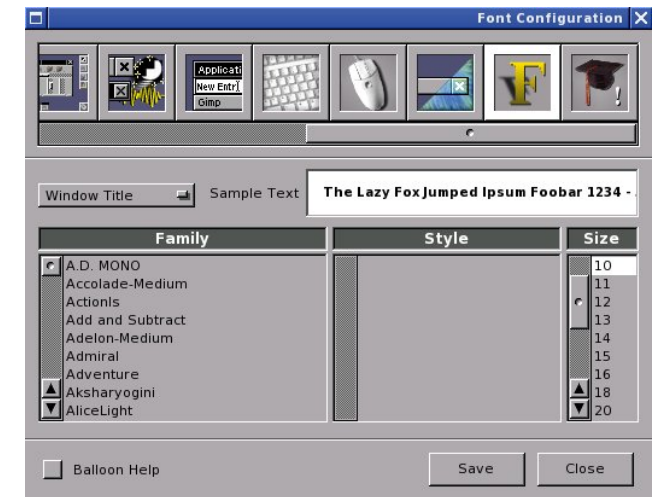 Font Configuration
Applicati
New Entr
Gimp
F
Window Title
Sample Text
The Lazy Fox Jumped Ipsum Foobar 1234 - .
Family
Style
Size
A.D. MONO
Accolade-Medium
Actionls
Add and Subtract
Adelon-Medium
Admiral
Adventure
Aksharyogini
AliceLight
10
11
12
13
14
15
16
18
20
Balloon Help
Save
Close